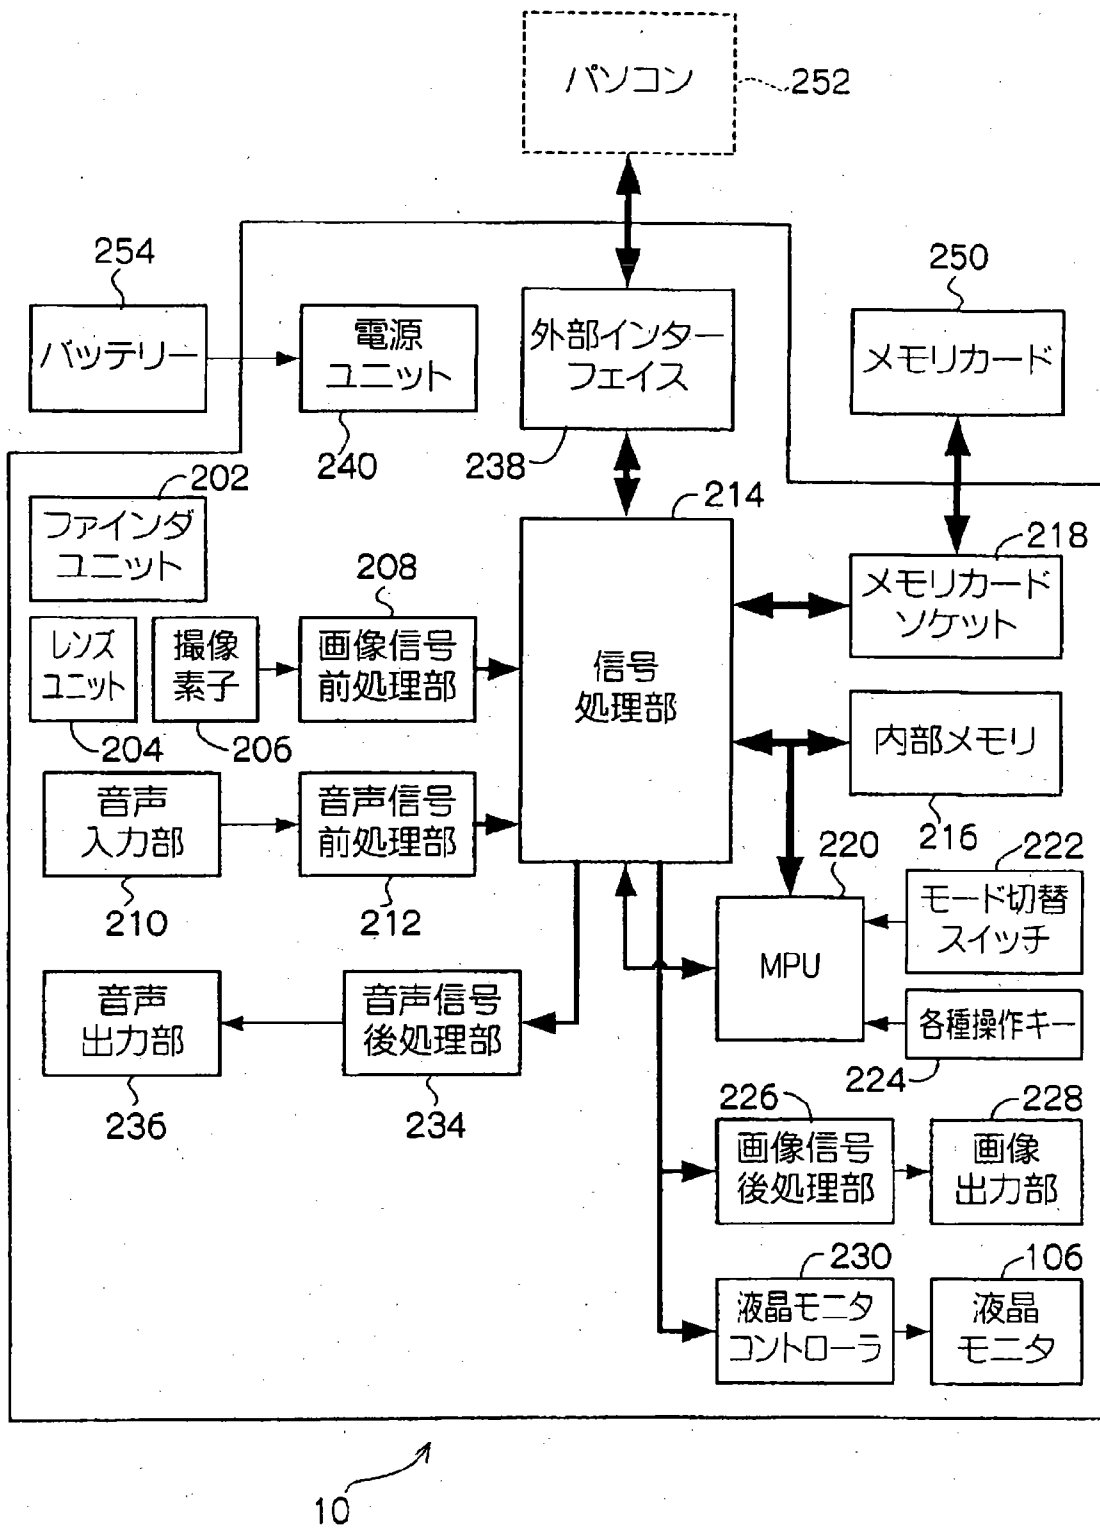 パソコン
252
254
バッテリー
電源
ユニット
240
外部インター
フェイス
238
250
メモリカード
202
ファインダ
ユニット
214
信号
処理部
218
メモリカード
ソケット
208
レンズ
ユニット
204
撮像
素子
206
画像信号
前処理部
内部メモリ
216
音声
入力部
210
音声信号
前処理部
212
220
MPU
222
モード切替
スイッチ
各種操作キー
224
音声
出力部
236
音声信号
後処理部
234
226
画像信号
後処理部
228
画像
出力部
230
液晶モニタ
コントローラ
106
液晶
モニタ
10